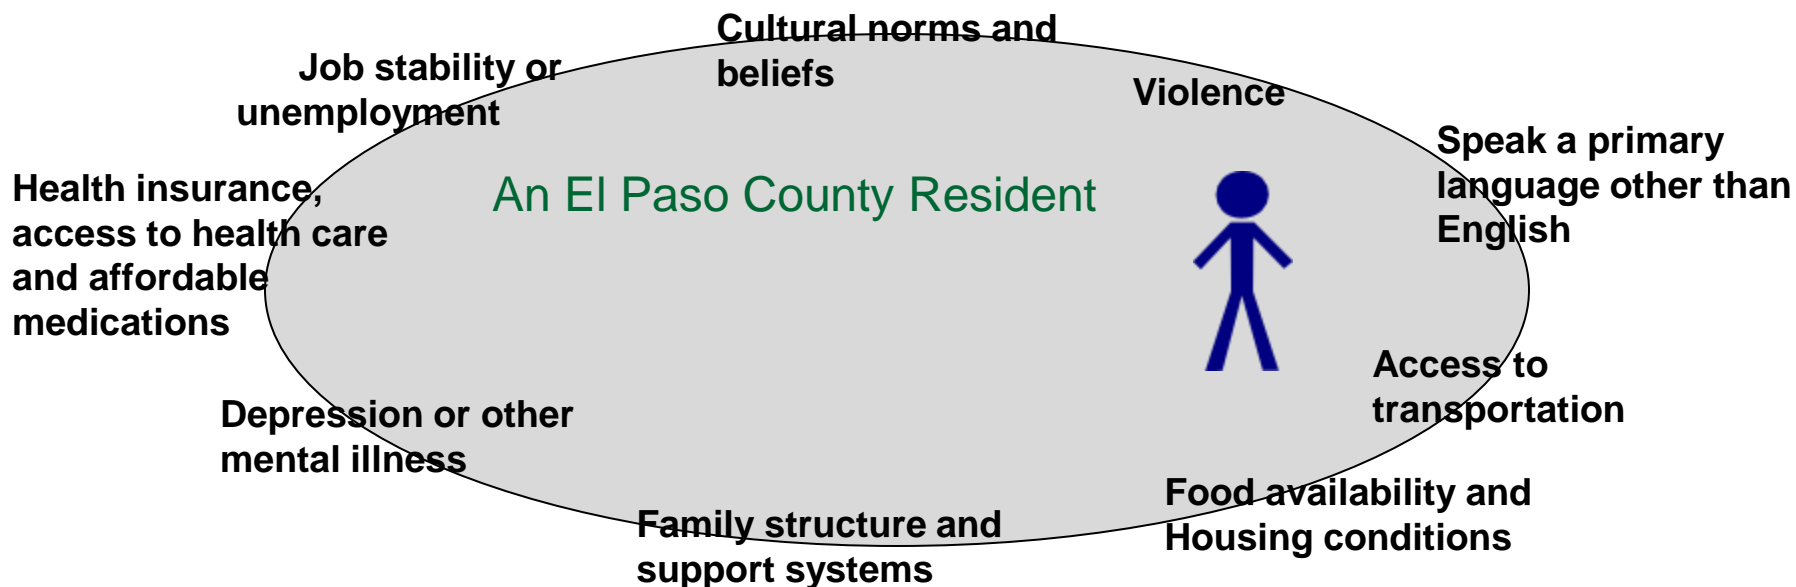 Cultural norms and
beliefs
Job stability or
unemployment
Violence
Speak a primary
language other than
English
Health insurance,
access to health care
and affordable
medications
An El Paso County Resident
Access to
transportation
Depression or other
mental illness
Food availability and
Housing conditions
Family structure and
support systems